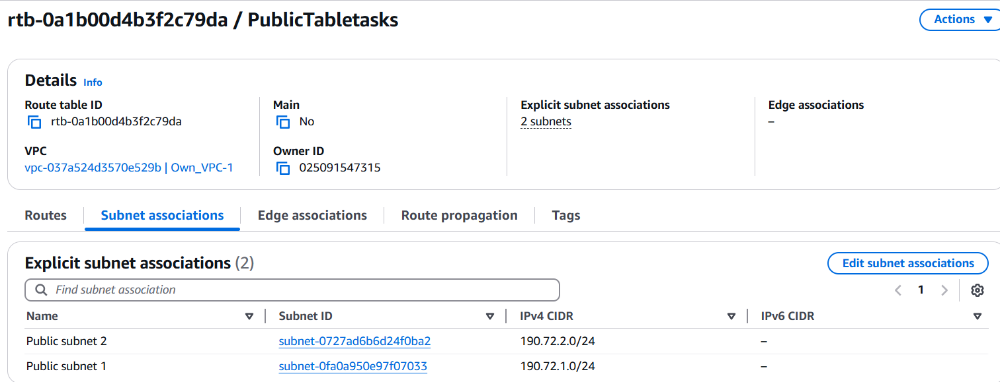 rtb-0a1b00d4b3f2c79da / PublicTabletasks
Actions
Details Info
Route table ID
rtb-0a1b00d4b3f2c79da
Main
No
Explicit subnet associations
2 subnets
Edge associations
–
VPC
vpc-037a524d3570e529b | Own_VPC-1
Owner ID
025091547315
Routes
Subnet associations
Edge associations
Route propagation
Tags
Explicit subnet associations (2)
Edit subnet associations
Find subnet association
1
Name Subnet ID IPv4 CIDR IPv6 CIDR
Public subnet 2 subnet-0727ad6b6d24f0ba2 190.72.2.0/24 –
Public subnet 1 subnet-0fa0a950e97f07033 190.72.1.0/24 –